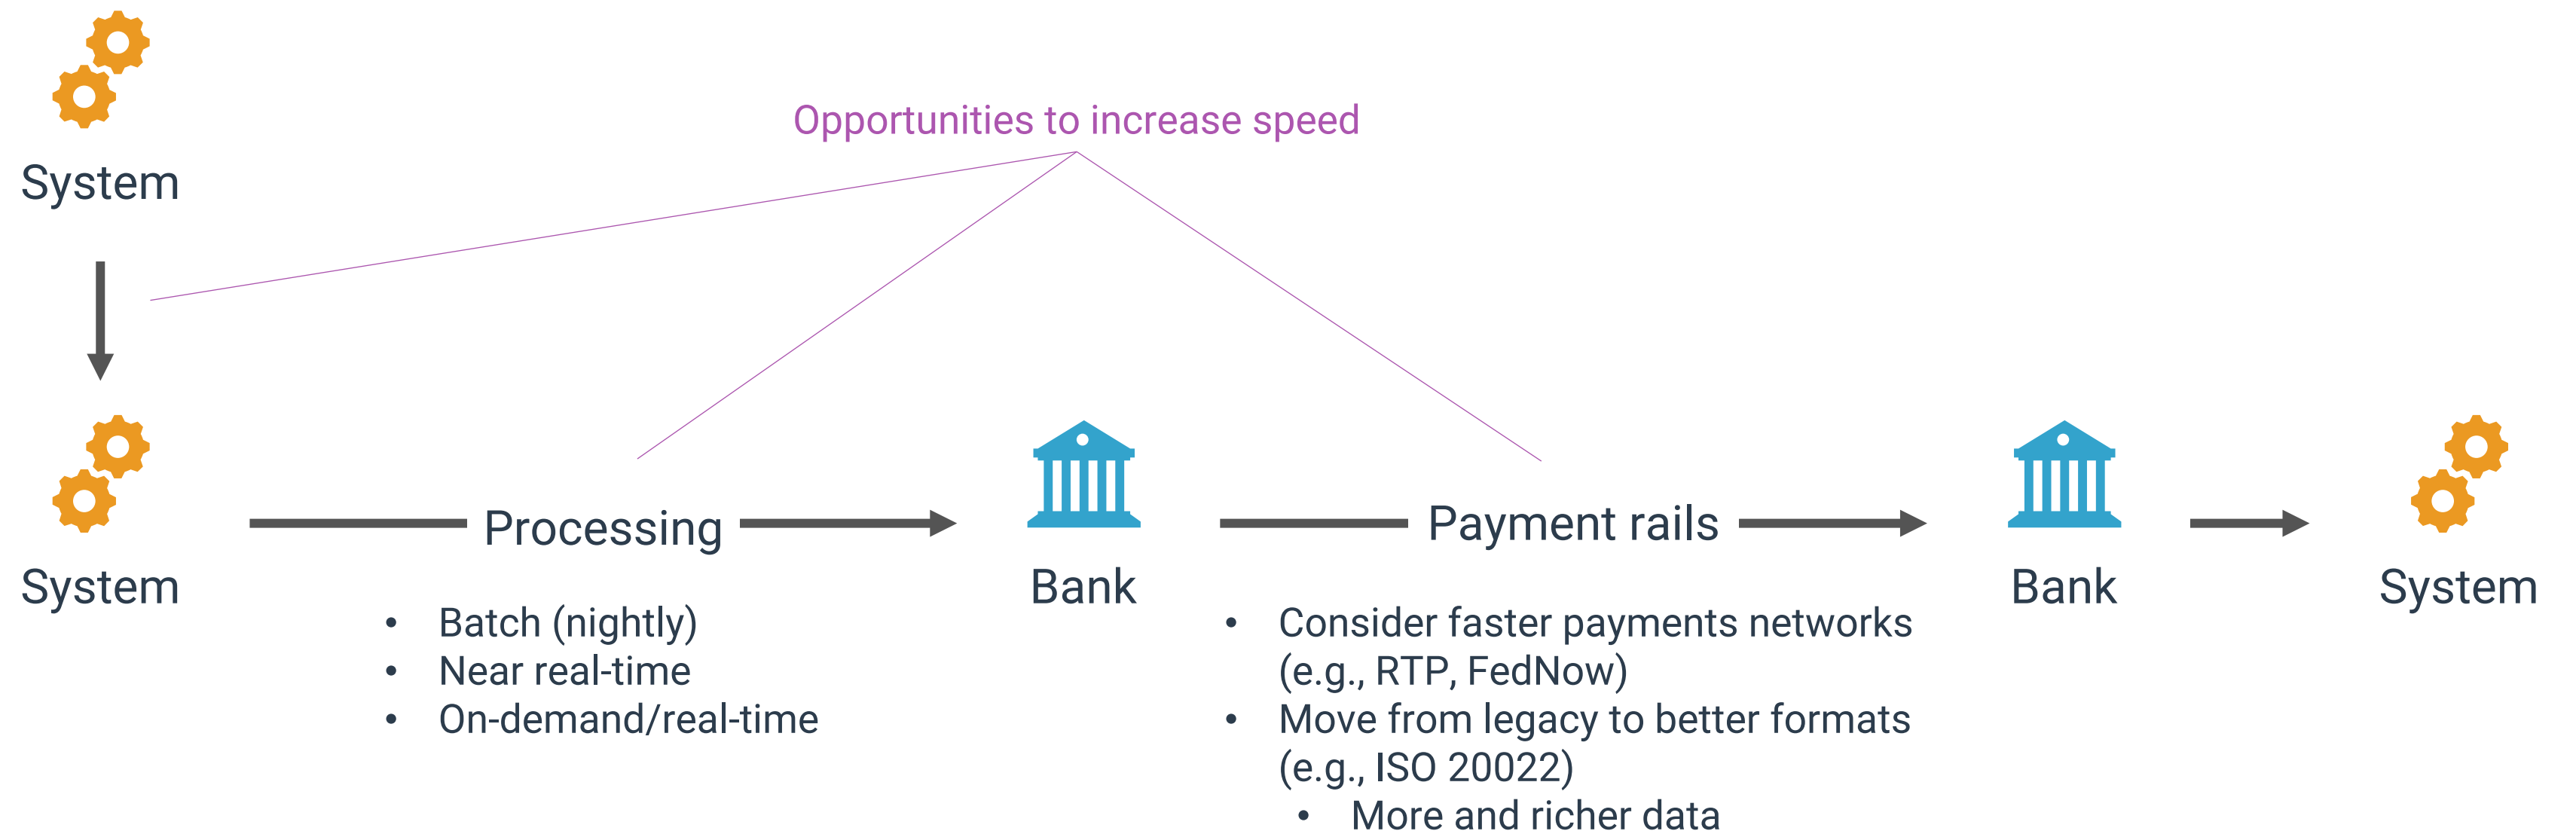 System
Opportunities to increase speed
System
Processing
• Batch (nightly)
• Near real-time
• On-demand/real-time
Bank
Payment rails
• Consider faster payments networks
(e.g., RTP, FedNow)
• Move from legacy to better formats
(e.g., ISO 20022)
• More and richer data
Bank
System